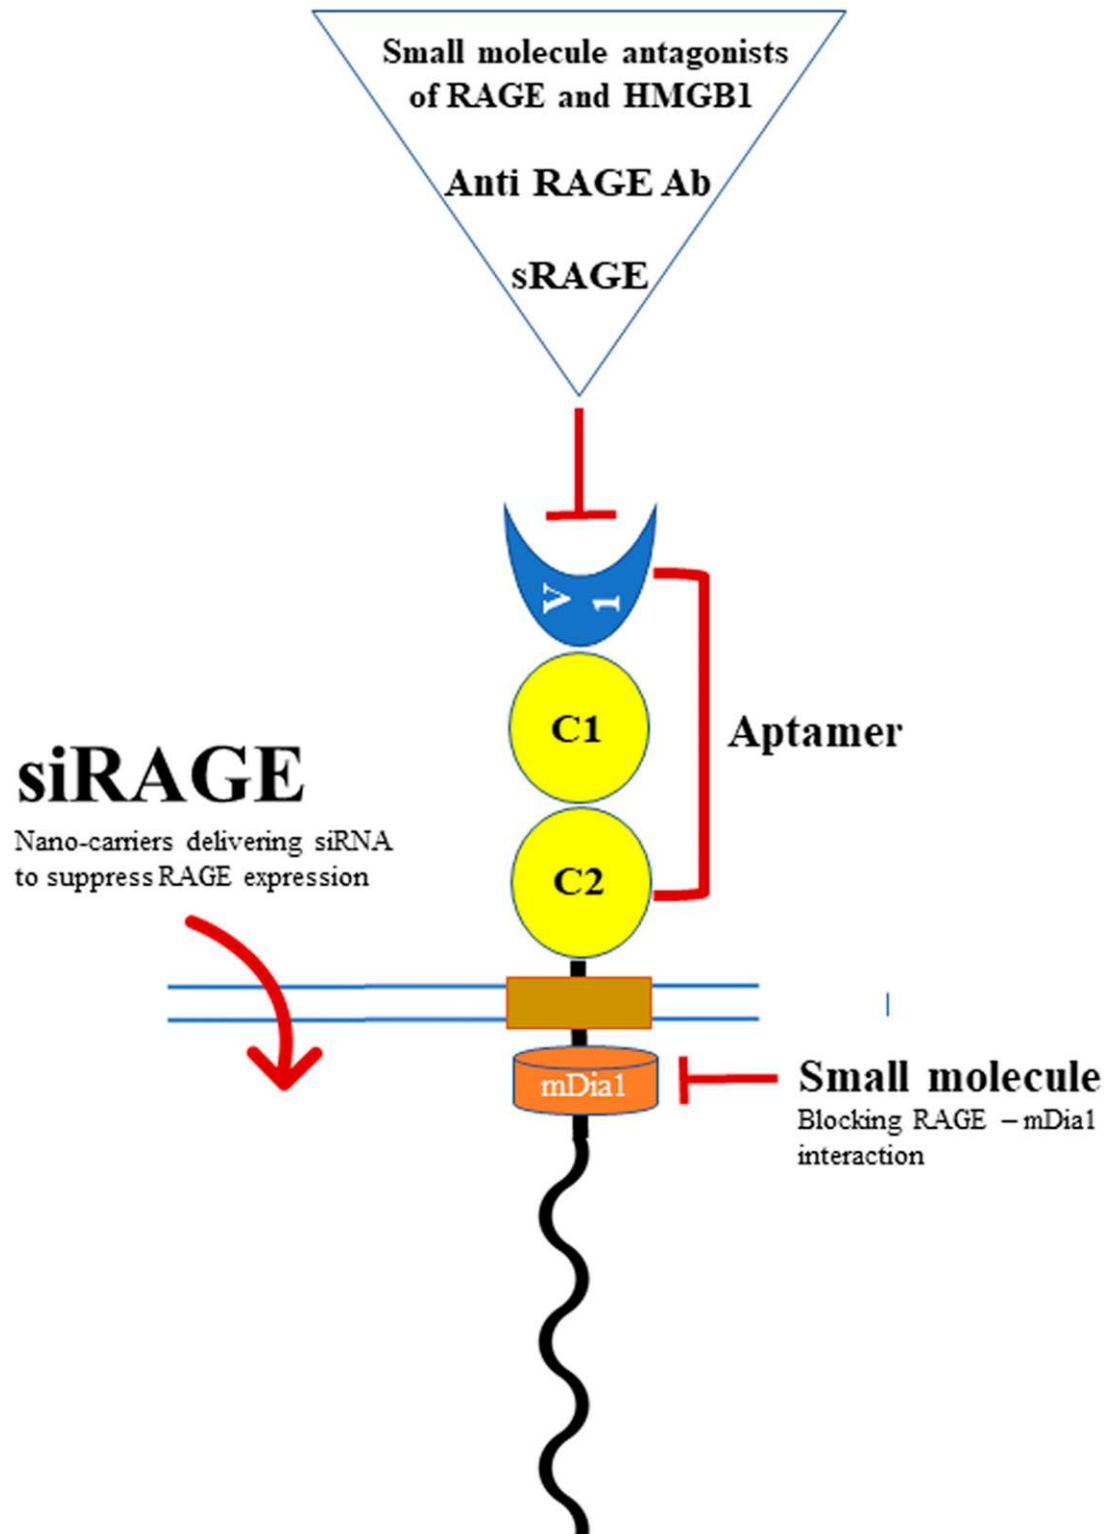 Small molecule antagonists
of RAGE and HMGB1
Anti RAGE Ab
sRAGE
V1
C1
Aptamer
siRAGE
Nano-carriers delivering siRNA
to suppress RAGE expression
C2
mDia1
Small molecule
Blocking RAGE – mDia1
interaction